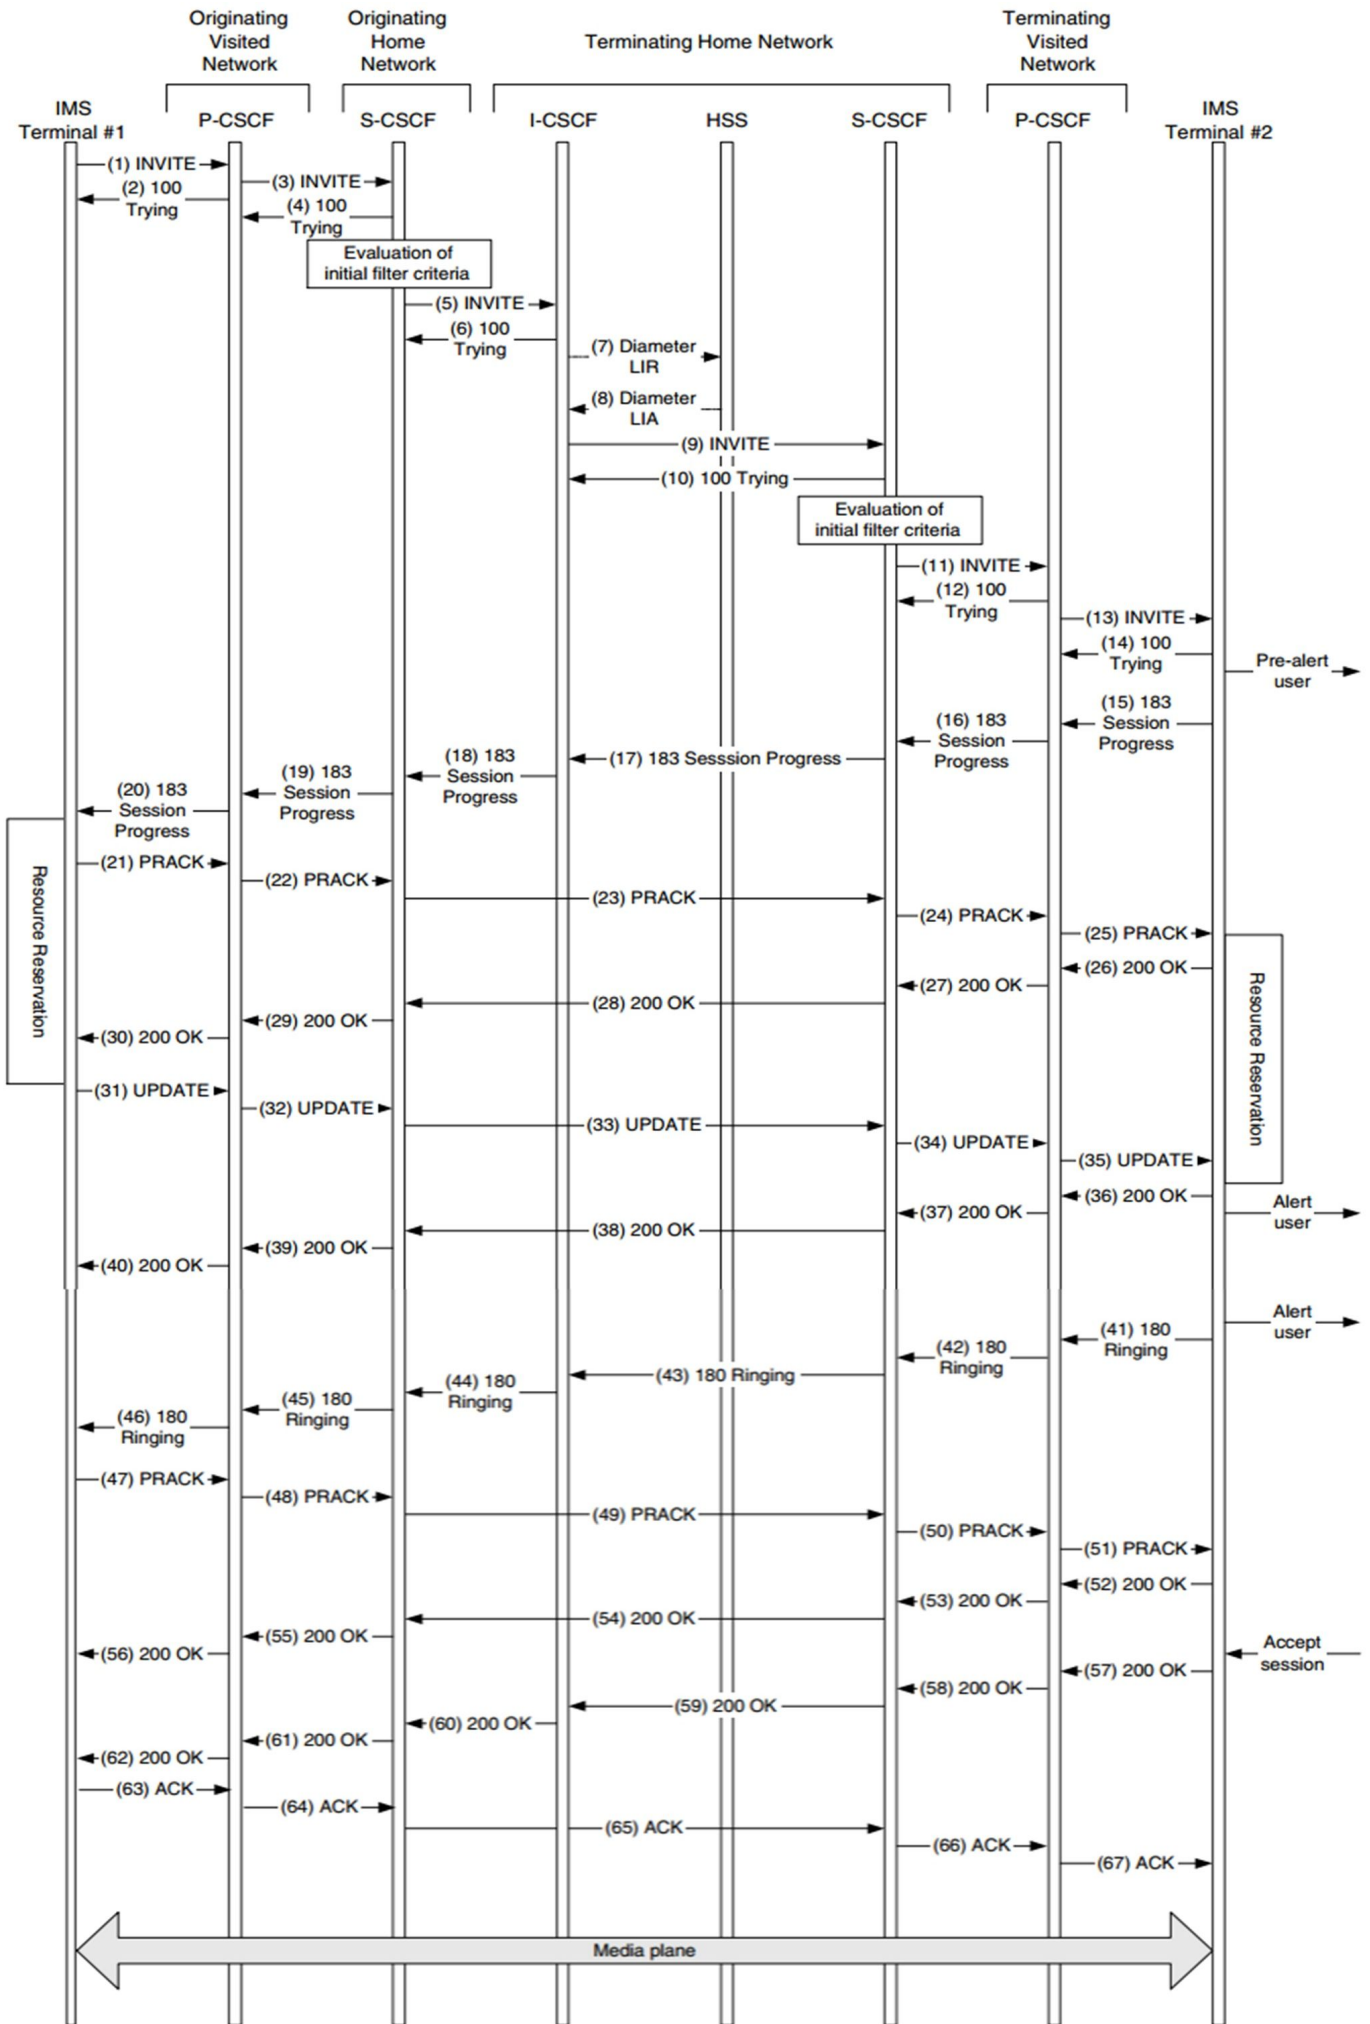 Originating
Visited
Network
Originating
Home
Network
Terminating Home Network
Terminating
Visited
Network
IMS
Terminal #1
P-CSCF
S-CSCF
I-CSCF
HSS
S-CSCF
P-CSCF
IMS
Terminal #2
(1) INVITE
(2) 100
Trying
(3) INVITE
(4) 100
Trying
Evaluation of
initial filter criteria
(5) INVITE
(6) 100
Trying
(7) Diameter
LIR
(8) Diameter
LIA
(9) INVITE
(10) 100 Trying
Evaluation of
initial filter criteria
(11) INVITE
(12) 100
Trying
(13) INVITE
(14) 100
Trying
Pre-alert
user
(15) 183
Session
Progress
(16) 183
Session
Progress
(17) 183 Sesssion Progress
(18) 183
Session
Progress
(19) 183
Session
Progress
(20) 183
Session
Progress
Resource Reservation
(21) PRACK
(22) PRACK
(23) PRACK
(24) PRACK
(25) PRACK
Resource Reservation
(26) 200 OK
(27) 200 OK
(28) 200 OK
(29) 200 OK
(30) 200 OK
(31) UPDATE
(32) UPDATE
(33) UPDATE
(34) UPDATE
(35) UPDATE
(36) 200 OK
Alert
user
(37) 200 OK
(38) 200 OK
(39) 200 OK
(40) 200 OK
Alert
user
(41) 180
Ringing
(42) 180
Ringing
(43) 180 Ringing
(44) 180
Ringing
(45) 180
Ringing
(46) 180
Ringing
(47) PRACK
(48) PRACK
(49) PRACK
(50) PRACK
(51) PRACK
(52) 200 OK
(53) 200 OK
(54) 200 OK
(55) 200 OK
(56) 200 OK
Accept
session
(57) 200 OK
(58) 200 OK
(59) 200 OK
(60) 200 OK
(61) 200 OK
(62) 200 OK
(63) ACK
(64) ACK
(65) ACK
(66) ACK
(67) ACK
Media plane